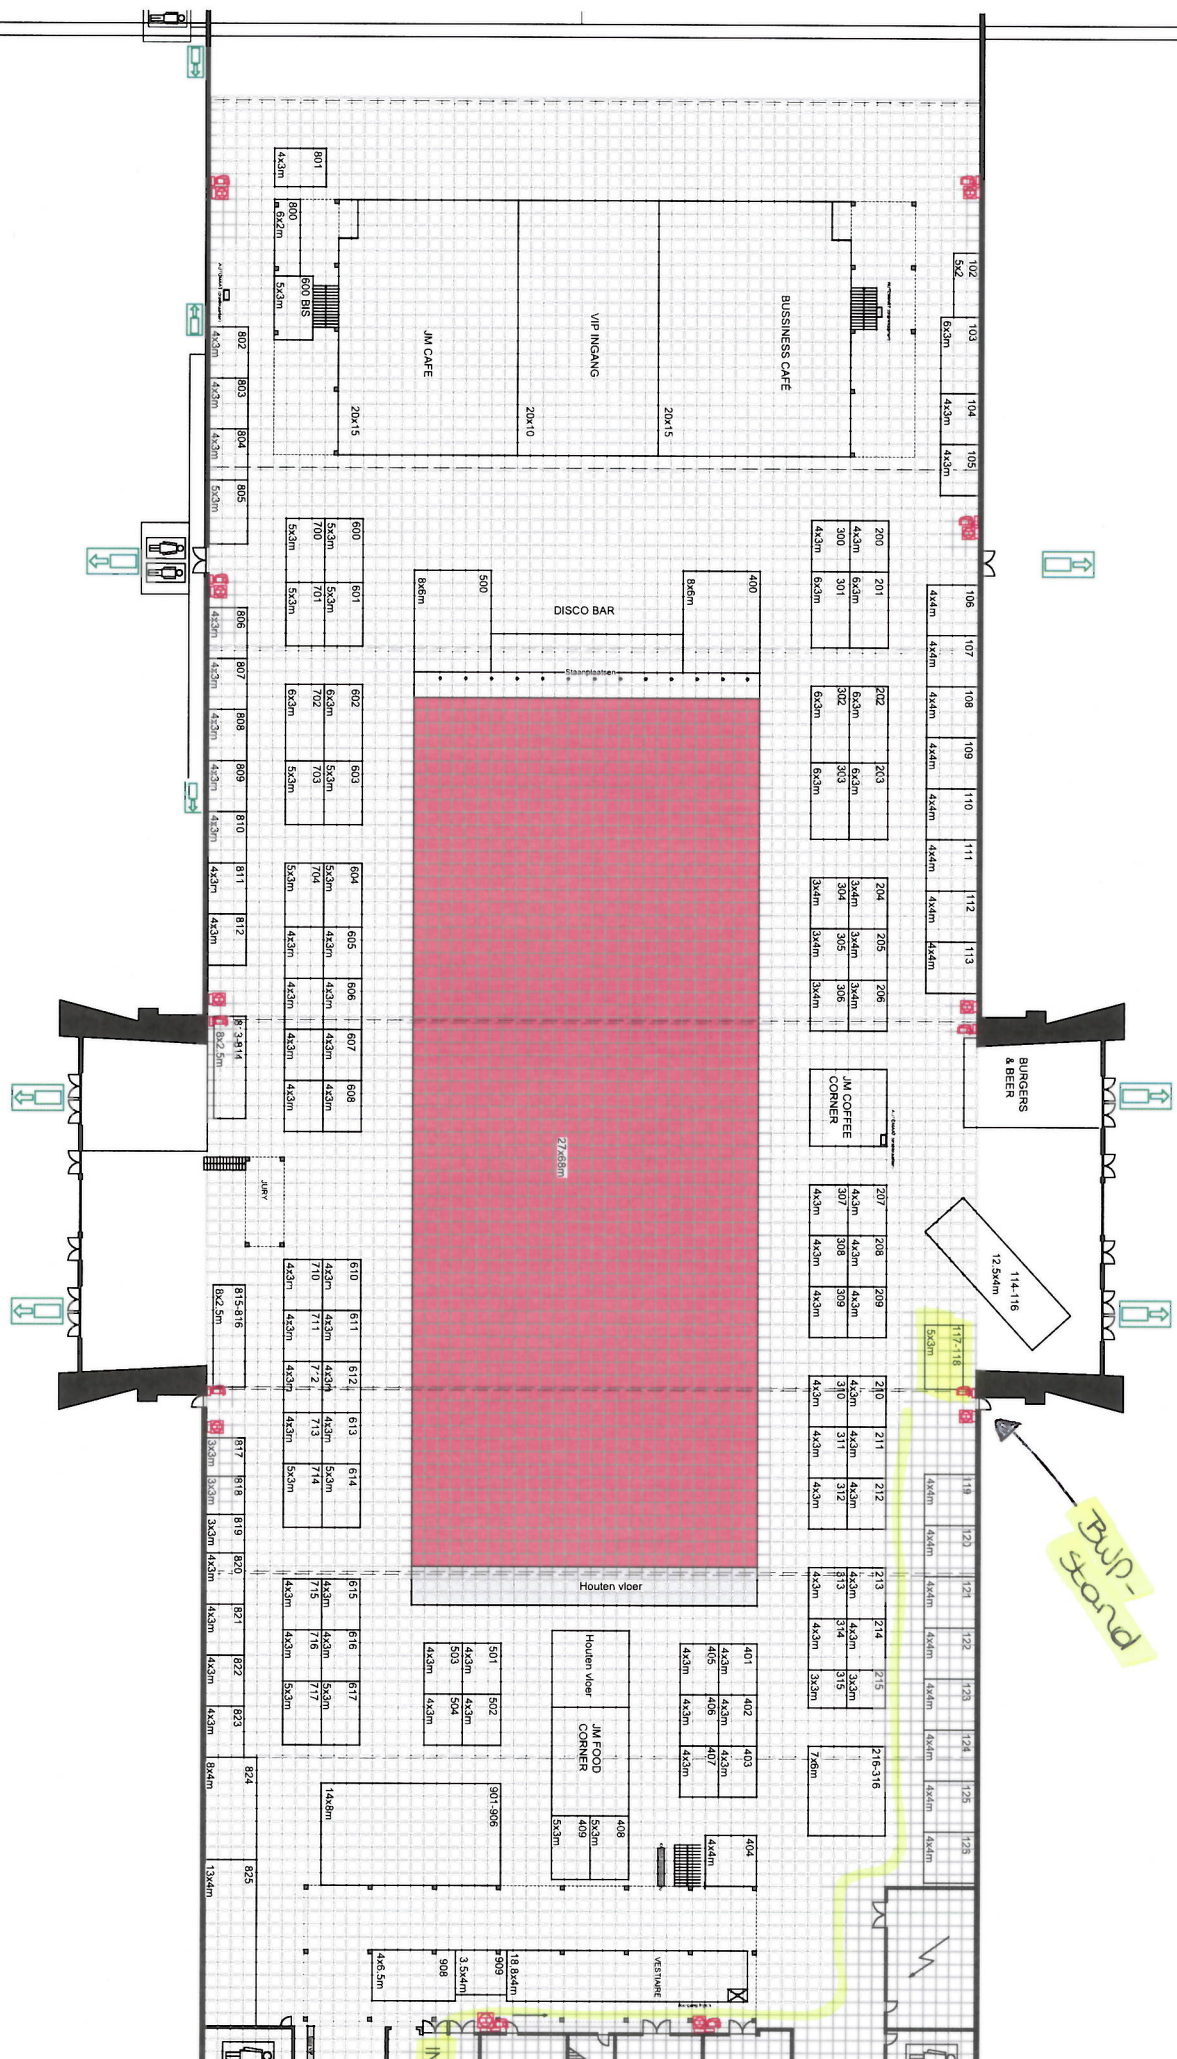 801
4x3m
800
6x2m
600 BIS
5x3m
JM CAFE
20x15
VIP INGANG
20x10
BUSSINESS CAFÉ
20x15
102
5x2
103
6x3m
104
4x3m
105
4x3m
802
4x3m
803
4x3m
804
4x3m
805
5x3m
600
5x3m
700
5x3m
601
5x3m
701
5x3m
500
8x6m
DISCO BAR
400
8x6m
Staanplaatsen
200
4x3m
300
4x3m
201
6x3m
301
6x3m
106
4x4m
107
4x4m
108
4x4m
109
4x4m
110
4x4m
111
4x4m
112
4x4m
113
4x4m
806
4x3m
807
4x3m
808
4x3m
809
4x3m
810
4x3m
811
4x3m
812
4x3m
813-814
8x2.5m
602
6x3m
702
6x3m
603
5x3m
703
5x3m
604
5x3m
704
5x3m
605
4x3m
4x3m
606
4x3m
4x3m
607
4x3m
4x3m
608
4x3m
4x3m
202
6x3m
302
6x3m
203
6x3m
303
6x3m
204
3x4m
304
3x4m
205
3x4m
305
3x4m
206
3x4m
306
3x4m
BURGERS
& BEER
JM COFFEE
CORNER
27x68m
JURY
207
4x3m
307
4x3m
208
4x3m
308
4x3m
209
4x3m
309
4x3m
114-116
12.5x4m
117-118
5x3m
815-816
8x2.5m
610
4x3m
710
4x3m
611
4x3m
711
4x3m
612
4x3m
712
4x3m
613
4x3m
713
4x3m
614
5x3m
714
5x3m
210
4x3m
310
4x3m
211
4x3m
311
4x3m
212
4x3m
312
4x3m
BWP-
Stand
119
4x4m
120
4x4m
121
4x4m
122
4x4m
123
4x4m
124
4x4m
125
4x4m
126
4x4m
817
3x3m
818
3x3m
819
3x3m
820
4x3m
821
4x3m
822
4x3m
823
4x3m
824
8x4m
825
13x4m
615
4x3m
715
4x3m
616
4x3m
716
4x3m
617
5x3m
717
5x3m
Houten vloer
213
4x3m
313
4x3m
214
4x3m
314
4x3m
215
3x3m
315
3x3m
216-316
7x6m
501
4x3m
503
4x3m
502
4x3m
504
4x3m
Houten vloer
JM FOOD
CORNER
401
4x3m
405
4x3m
402
4x3m
406
4x3m
403
4x3m
407
4x3m
901-906
14x8m
408
5x3m
409
5x3m
404
4x4m
908
4x6.5m
909
3.5x4m
18.8x4m
VESTIAIRE
IN